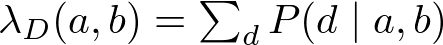 λ_D(a, b) = ∑_d P(d | a, b)